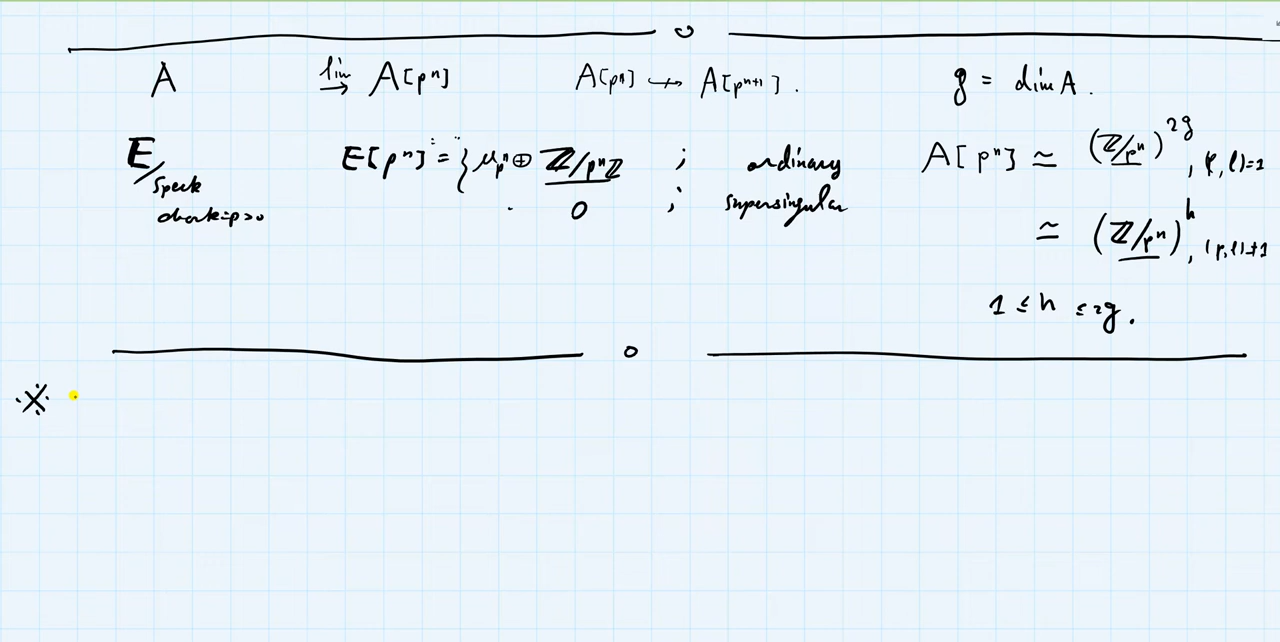 A lim→ A[pⁿ] A[pⁿ] ↪ A[pⁿ⁺¹]. g = dim A.
E/Spec k E[pⁿ] = { μ_pⁿ ⊕ ℤ/pⁿℤ ; ordinary A[pⁿ] ≃ (ℤ/pⁿ)²ᵍ, (p, l)=1
char k=p>0 0 ; supersingular ≃ (ℤ/pⁿ)ʰ, (p, l)≠1
1 ≤ h ≤ 2g.
※